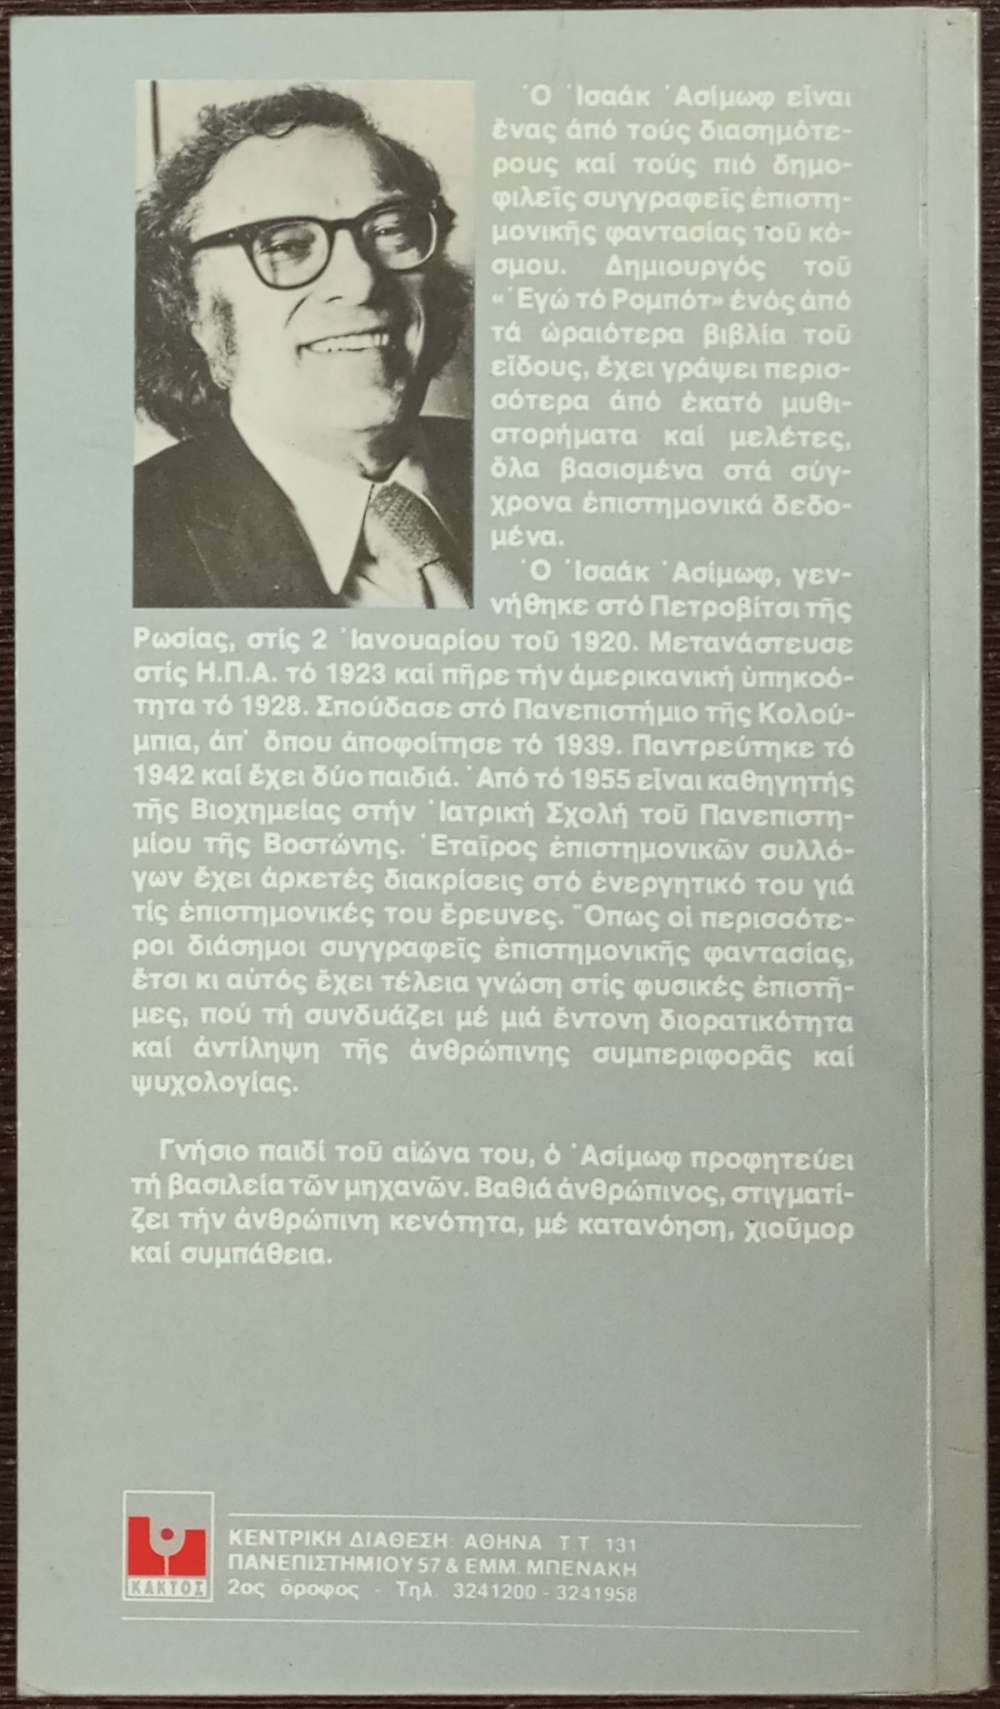 Ὁ Ἰσαάκ Ἀσίμωφ εἶναι
ἕνας ἀπό τούς διασημότε-
ρους καί τούς πιό δημο-
φιλεῖς συγγραφεῖς ἐπιστη-
μονικῆς φαντασίας τοῦ κό-
σμου. Δημιουργός τοῦ
«Ἐγώ τό Ρομπότ» ἑνός ἀπό
τά ὡραιότερα βιβλία τοῦ
εἴδους, ἔχει γράψει περισ-
σότερα ἀπό ἑκατό μυθι-
στορήματα καί μελέτες,
ὅλα βασισμένα στά σύγ-
χρονα ἐπιστημονικά δεδο-
μένα.
Ὁ Ἰσαάκ Ἀσίμωφ, γεν-
νήθηκε στό Πετροβίτσι τῆς
Ρωσίας, στίς 2 Ἰανουαρίου τοῦ 1920. Μετανάστευσε
στίς Η.Π.Α. τό 1923 καί πῆρε τήν ἀμερικανική ὑπηκοό-
τητα τό 1928. Σπούδασε στό Πανεπιστήμιο τῆς Κολού-
μπια, ἀπ' ὅπου ἀποφοίτησε τό 1939. Παντρεύτηκε τό
1942 καί ἔχει δύο παιδιά. Ἀπό τό 1955 εἶναι καθηγητής
τῆς Βιοχημείας στήν Ἰατρική Σχολή τοῦ Πανεπιστη-
μίου τῆς Βοστώνης. Ἑταῖρος ἐπιστημονικῶν συλλό-
γων ἔχει ἀρκετές διακρίσεις στό ἐνεργητικό του γιά
τίς ἐπιστημονικές του ἔρευνες. Ὅπως οἱ περισσότε-
ροι διάσημοι συγγραφεῖς ἐπιστημονικῆς φαντασίας,
ἔτσι κι αὐτός ἔχει τέλεια γνώση στίς φυσικές ἐπιστῆ-
μες, πού τή συνδυάζει μέ μιά ἔντονη διορατικότητα
καί ἀντίληψη τῆς ἀνθρώπινης συμπεριφορᾶς καί
ψυχολογίας.
Γνήσιο παιδί τοῦ αἰώνα του, ὁ Ἀσίμωφ προφητεύει
τή βασιλεία τῶν μηχανῶν. Βαθιά ἀνθρώπινος, στιγματί-
ζει τήν ἀνθρώπινη κενότητα, μέ κατανόηση, χιοῦμορ
καί συμπάθεια.
ΚΑΚΤΟΣ
ΚΕΝΤΡΙΚΗ ΔΙΑΘΕΣΗ: ΑΘΗΝΑ Τ.Τ. 131
ΠΑΝΕΠΙΣΤΗΜΙΟΥ 57 & ΕΜΜ. ΜΠΕΝΑΚΗ
2ος ὄροφος - Τηλ. 3241200 - 3241958